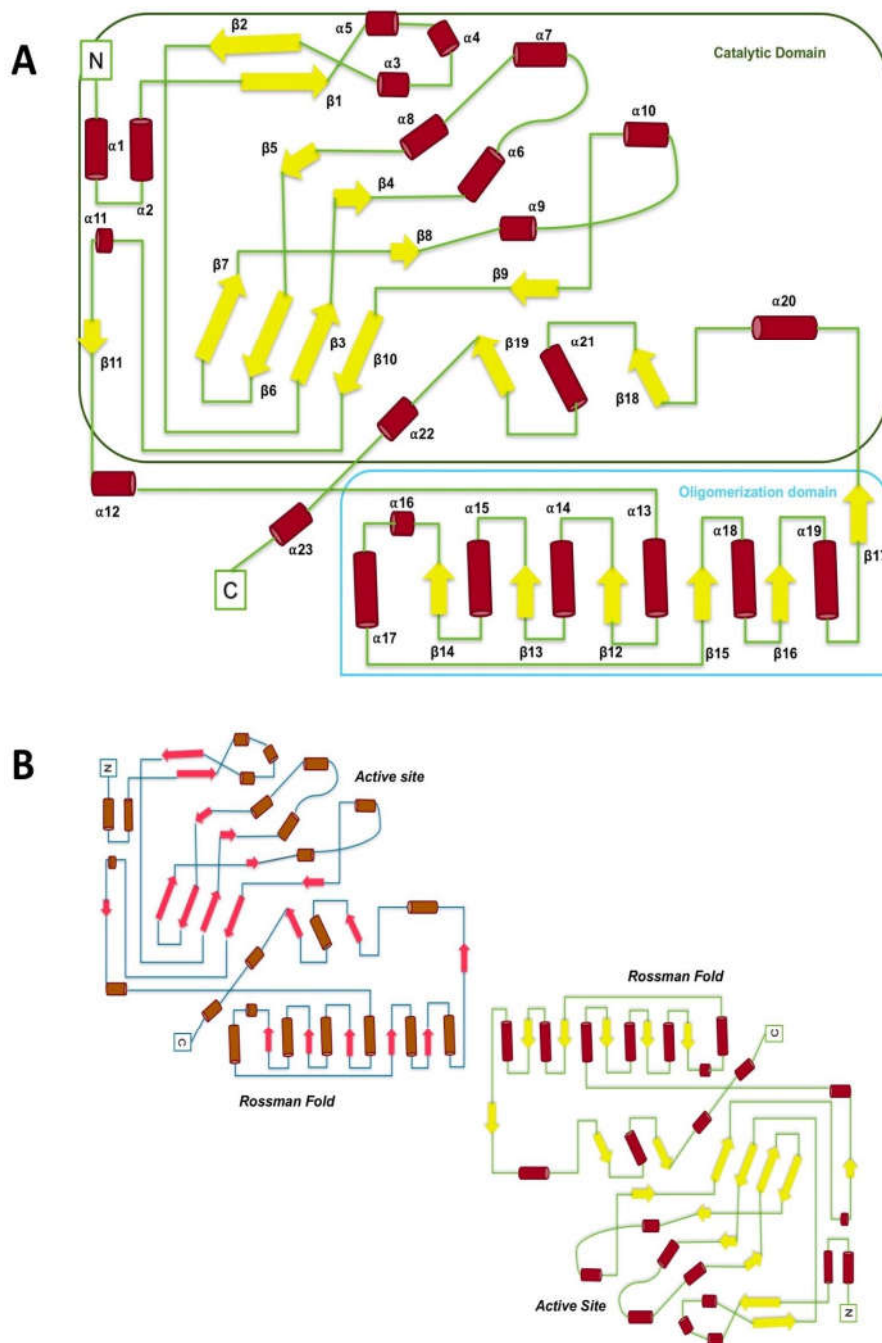 A
N
Catalytic Domain
β2
α5
α4
α3
β1
α7
α1
α2
α8
α6
α10
β5
β4
α11
α9
β8
β7
β9
β3
β10
β6
β11
β19
α21
β18
α20
α22
α12
α23
C
Oligomerization domain
α16
α15
α14
α13
α18
α19
β17
α17
β14
β13
β12
β15
β16
B
N
Active site
C
Rossman Fold
Rossman Fold
C
Active Site
N